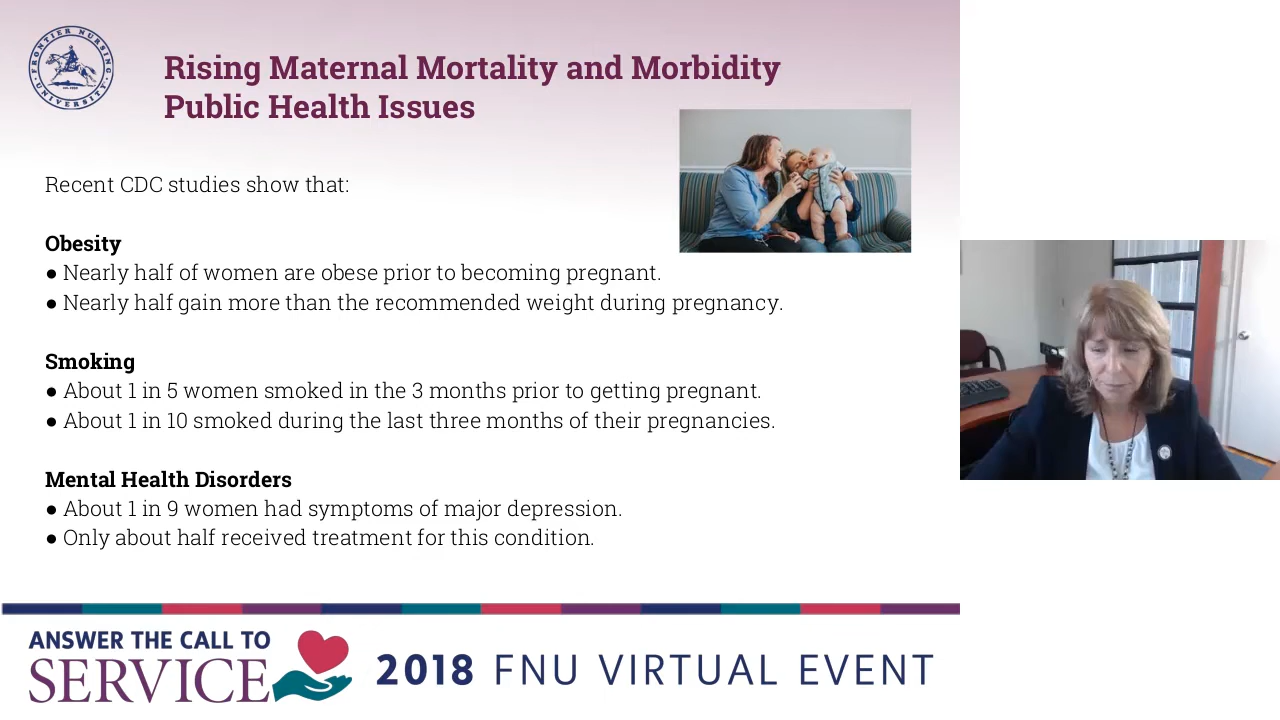 FRONTIER NURSING
UNIVERSITY
Rising Maternal Mortality and Morbidity
Public Health Issues
Recent CDC studies show that:
Obesity
● Nearly half of women are obese prior to becoming pregnant.
● Nearly half gain more than the recommended weight during pregnancy.
Smoking
● About 1 in 5 women smoked in the 3 months prior to getting pregnant.
● About 1 in 10 smoked during the last three months of their pregnancies.
Mental Health Disorders
● About 1 in 9 women had symptoms of major depression.
● Only about half received treatment for this condition.
ANSWER THE CALL TO
SERVICE
2018 FNU VIRTUAL EVENT